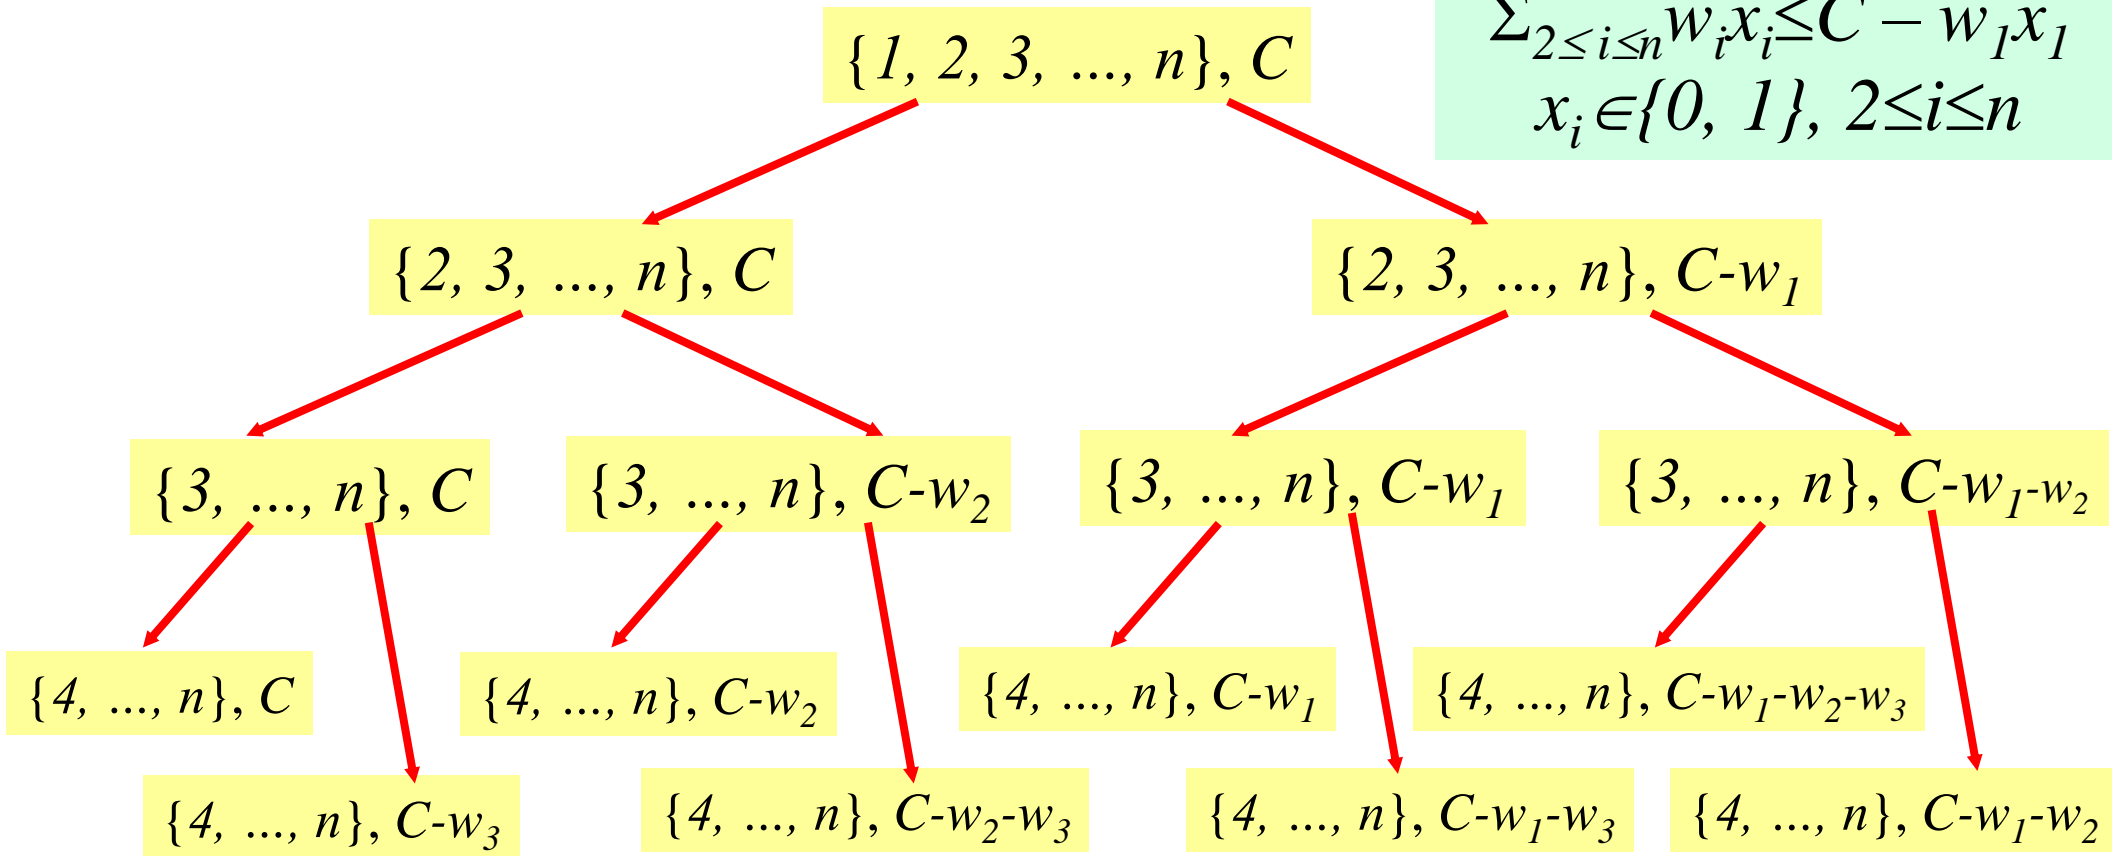 Σ2≤i≤n wixi≤C – w1x1
xi∈{0, 1}, 2≤i≤n
{1, 2, 3, ..., n}, C
{2, 3, ..., n}, C
{2, 3, ..., n}, C-w1
{3, ..., n}, C
{3, ..., n}, C-w2
{3, ..., n}, C-w1
{3, ..., n}, C-w1-w2
{4, ..., n}, C
{4, ..., n}, C-w2
{4, ..., n}, C-w1
{4, ..., n}, C-w1-w2-w3
{4, ..., n}, C-w3
{4, ..., n}, C-w2-w3
{4, ..., n}, C-w1-w3
{4, ..., n}, C-w1-w2